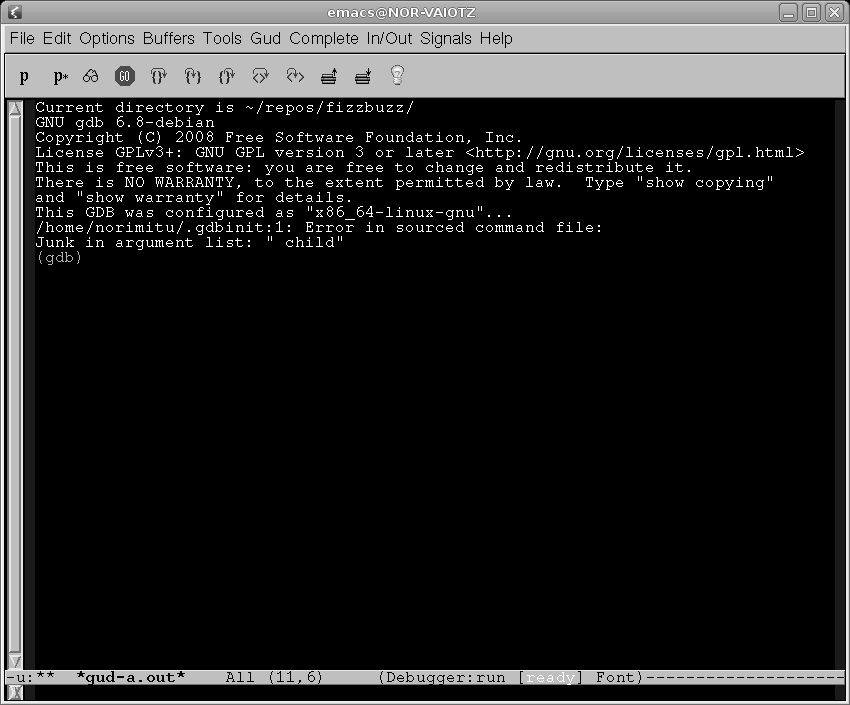 emacs@NOR-VAIOTZ
File Edit Options Buffers Tools Gud Complete In/Out Signals Help
p p* GO
Current directory is ~/repos/fizzbuzz/
GNU gdb 6.8-debian
Copyright (C) 2008 Free Software Foundation, Inc.
License GPLv3+: GNU GPL version 3 or later <http://gnu.org/licenses/gpl.html>
This is free software: you are free to change and redistribute it.
There is NO WARRANTY, to the extent permitted by law.  Type "show copying"
and "show warranty" for details.
This GDB was configured as "x86_64-linux-gnu"...
/home/norimitu/.gdbinit:1: Error in sourced command file:
Junk in argument list: " child"
(gdb)
-u:**  *gud-a.out*    All (11,6)      (Debugger:run [ready] Font)--------------------